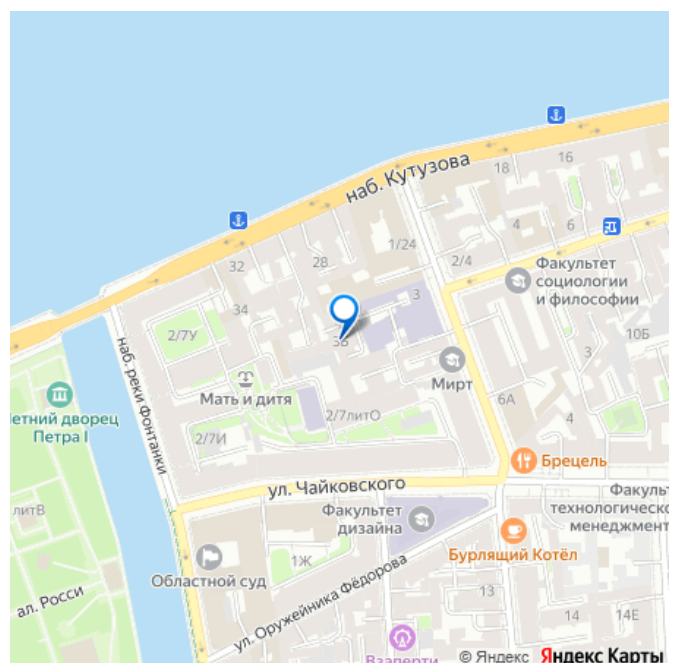 наб. Кутузова
16
18
4
6
1/24
2/4
32
28
34
3
Факультет
социологии
и философии
10Б
2/7У
3Б
наб. реки Фонтанки
Мать и дитя
Мирт
Летний дворец
Петра I
6А
4
2/7литО
2/7И
Брецель
ул. Чайковского
литВ
Факультет
дизайна
Факульт
технологическо
менеджмент
Бурлящий Котёл
1Ж
Областной суд
ул. Оружейника Фёдорова
ал. Росси
13
14
14Е
Взаперти
© Яндекс Яндекс Карты